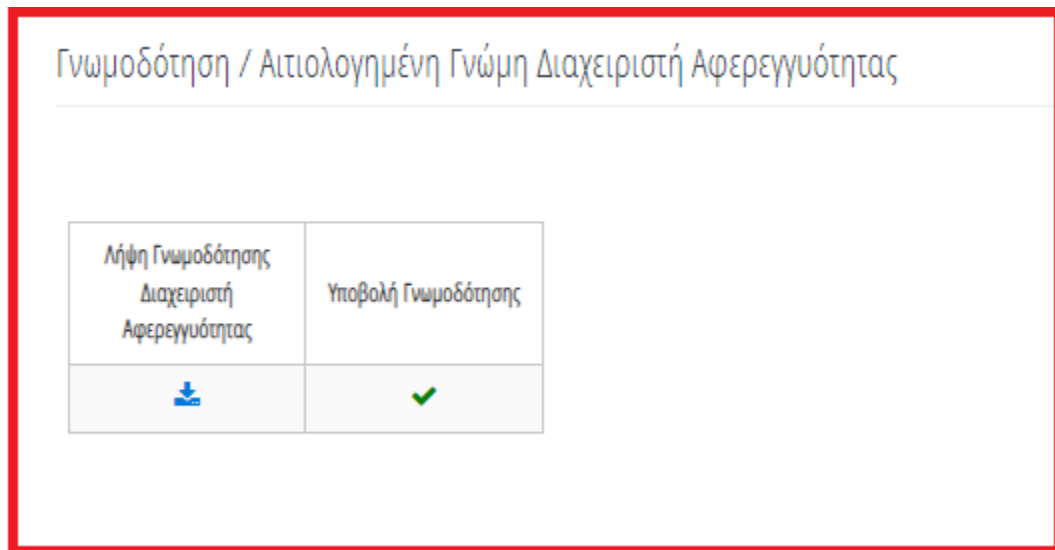 Γνωμοδότηση / Αιτιολογημένη Γνώμη Διαχειριστή Αφερεγγυότητας
Λήψη Γνωμοδότησης
Διαχειριστή
Αφερεγγυότητας
Υποβολή Γνωμοδότησης